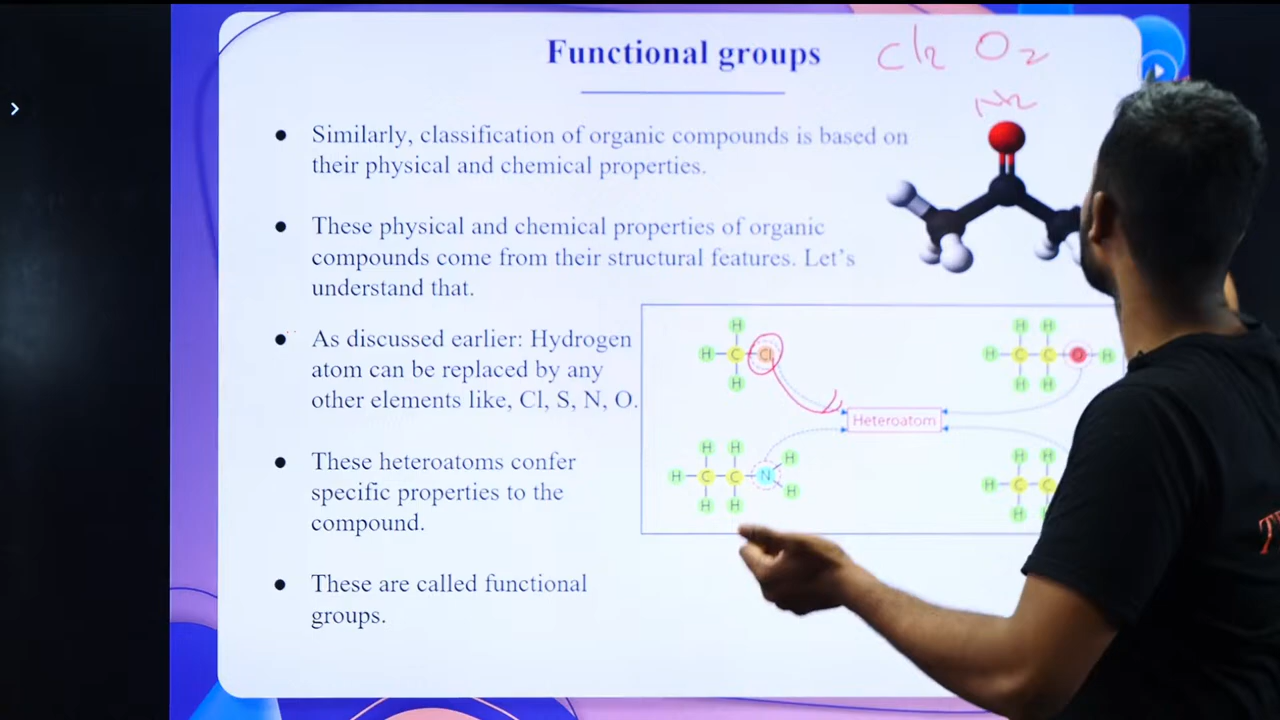 Functional groups
Cl2 O2
N2
Similarly, classification of organic compounds is based on
their physical and chemical properties.
These physical and chemical properties of organic
compounds come from their structural features. Let's
understand that.
As discussed earlier: Hydrogen
atom can be replaced by any
other elements like, Cl, S, N, O.
These heteroatoms confer
specific properties to the
compound.
These are called functional
groups.
H
H C Cl
H
H H
H C C O H
H H
Heteroatom
H H
H C C N H
H
H H
H H
H C C
H
T